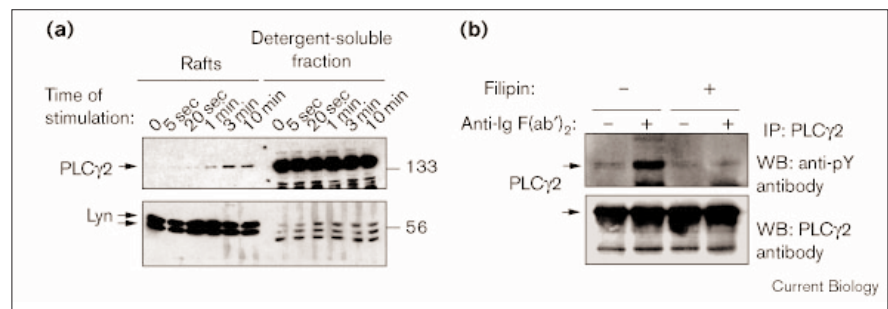 (a)
Rafts
Detergent-soluble
fraction
Time of
stimulation:
0
5 sec
20 sec
1 min
3 min
10 min
0
5 sec
20 sec
1 min
3 min
10 min
PLCγ2
133
Lyn
56
(b)
Filipin: – +
Anti-Ig F(ab′)2: – + – +
IP: PLCγ2
WB: anti-pY
antibody
PLCγ2
WB: PLCγ2
antibody
Current Biology